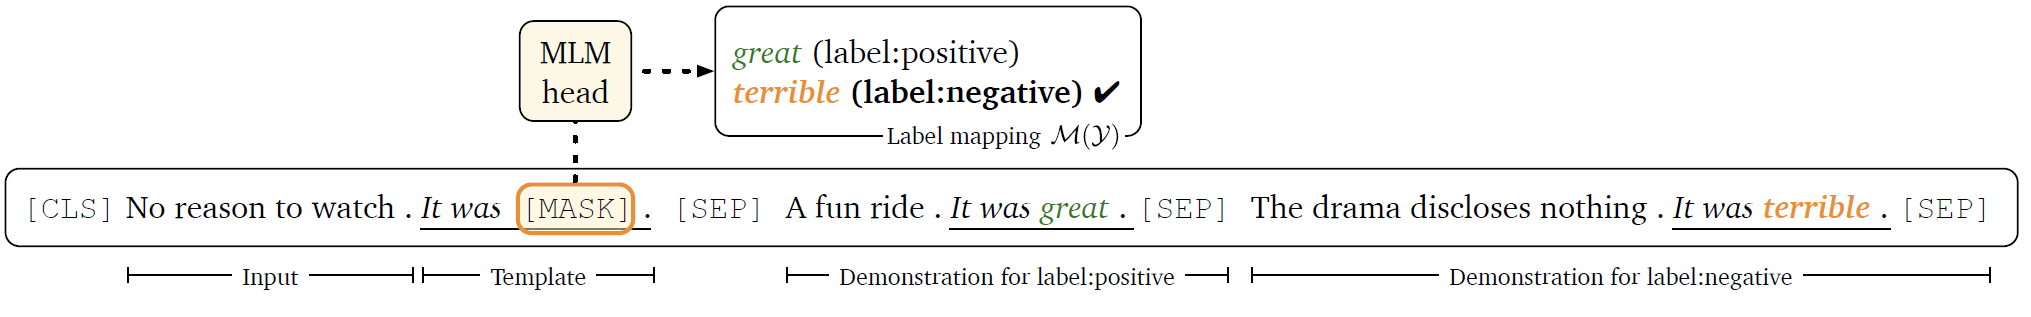 MLM
head
great (label:positive)
terrible (label:negative) ✔
Label mapping ℳ(𝒴)
[CLS] No reason to watch . It was [MASK] . [SEP] A fun ride . It was great . [SEP] The drama discloses nothing . It was terrible . [SEP]
Input Template Demonstration for label:positive Demonstration for label:negative